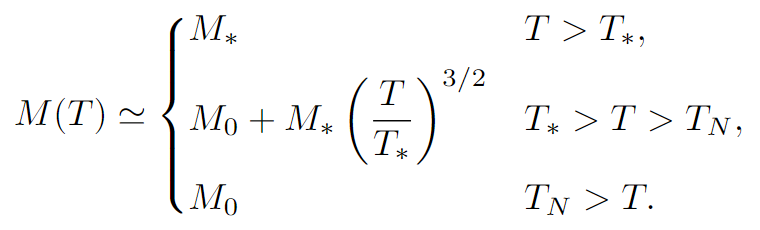 M(T) ≃ { M_* T > T_*,
M_0 + M_* (T/T_*)^{3/2} T_* > T > T_N,
M_0 T_N > T.